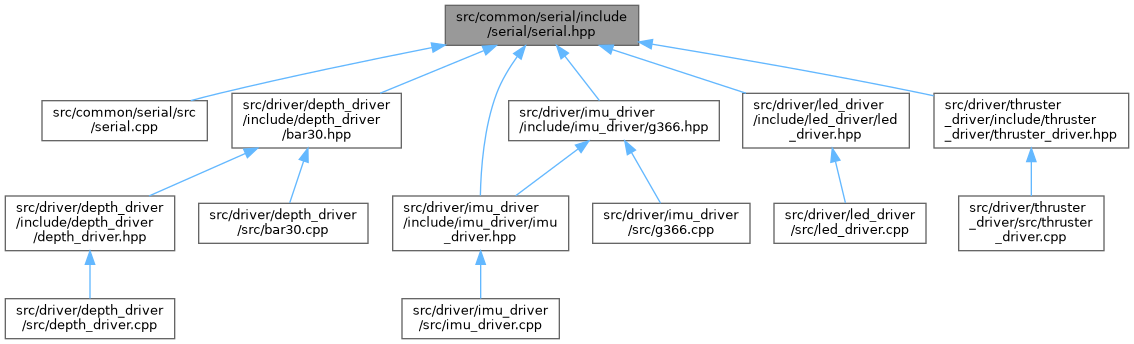 src/common/serial/include
/serial/serial.hpp
src/common/serial/src
/serial.cpp
src/driver/depth_driver
/include/depth_driver
/bar30.hpp
src/driver/imu_driver
/include/imu_driver/g366.hpp
src/driver/led_driver
/include/led_driver/led
_driver.hpp
src/driver/thruster
_driver/include/thruster
_driver/thruster_driver.hpp
src/driver/depth_driver
/include/depth_driver
/depth_driver.hpp
src/driver/depth_driver
/src/bar30.cpp
src/driver/imu_driver
/include/imu_driver/imu
_driver.hpp
src/driver/imu_driver
/src/g366.cpp
src/driver/led_driver
/src/led_driver.cpp
src/driver/thruster
_driver/src/thruster
_driver.cpp
src/driver/depth_driver
/src/depth_driver.cpp
src/driver/imu_driver
/src/imu_driver.cpp